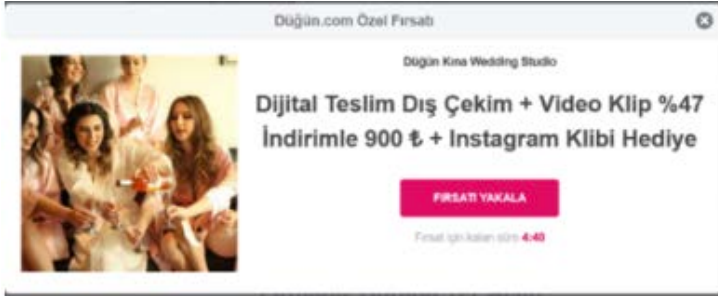 Düğün.com Özel Fırsatı
Düğün Kına Wedding Studio
Dijital Teslim Dış Çekim + Video Klip %47
İndirimle 900 ₺ + Instagram Klibi Hediye
FIRSATI YAKALA
Fırsat için kalan süre 4:40